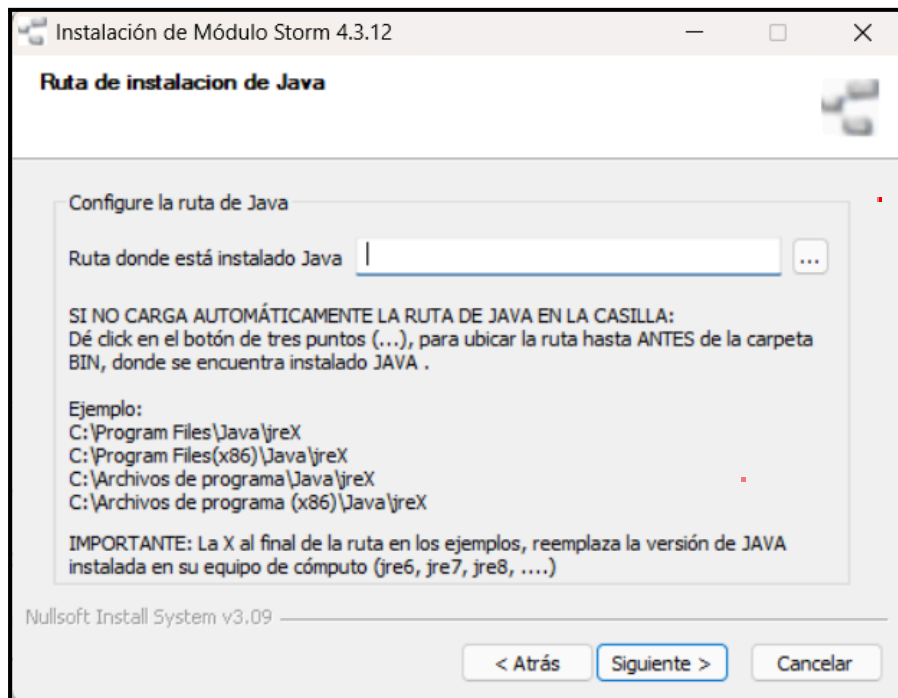 Instalación de Módulo Storm 4.3.12
Ruta de instalacion de Java
Configure la ruta de Java
Ruta donde está instalado Java
...
SI NO CARGA AUTOMÁTICAMENTE LA RUTA DE JAVA EN LA CASILLA:
Dé click en el botón de tres puntos (...), para ubicar la ruta hasta ANTES de la carpeta
BIN, donde se encuentra instalado JAVA .
Ejemplo:
C:\Program Files\Java\jreX
C:\Program Files(x86)\Java\jreX
C:\Archivos de programa\Java\jreX
C:\Archivos de programa (x86)\Java\jreX
IMPORTANTE: La X al final de la ruta en los ejemplos, reemplaza la versión de JAVA
instalada en su equipo de cómputo (jre6, jre7, jre8, ....)
Nullsoft Install System v3.09
< Atrás
Siguiente >
Cancelar